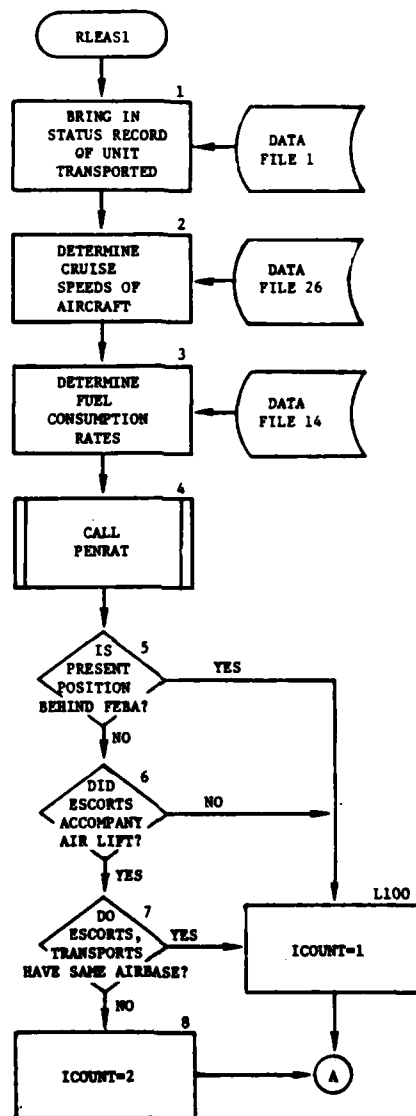 RLEAS1
1
BRING IN
STATUS RECORD
OF UNIT
TRANSPORTED
DATA
FILE 1
2
DETERMINE
CRUISE
SPEEDS OF
AIRCRAFT
DATA
FILE 26
3
DETERMINE
FUEL
CONSUMPTION
RATES
DATA
FILE 14
4
CALL
PENRAT
5
IS
PRESENT
POSITION
BEHIND FEBA?
YES
NO
6
DID
ESCORTS
ACCOMPANY
AIR LIFT?
NO
YES
7
DO
ESCORTS,
TRANSPORTS
HAVE SAME AIRBASE?
YES
NO
L100
ICOUNT=1
8
ICOUNT=2
A